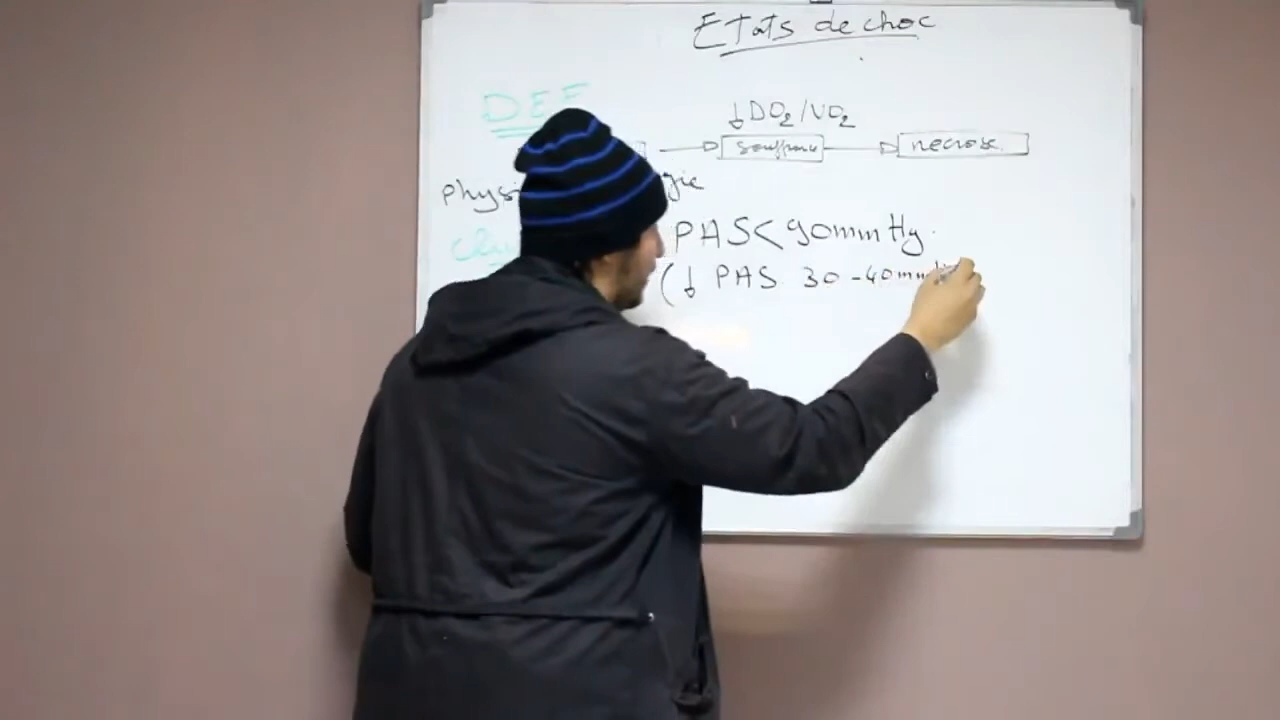 Etats de choc
DEF
↓DO₂/VO₂
souffrance necrose
physi gie
PAS<90mmHg.
(↓ PAS 30-40mm